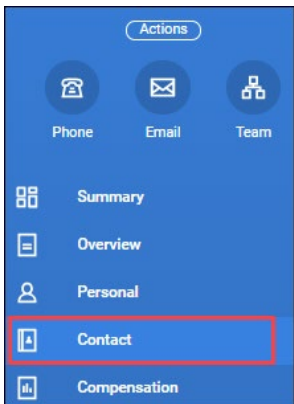 Actions
Phone Email Team
Summary
Overview
Personal
Contact
Compensation